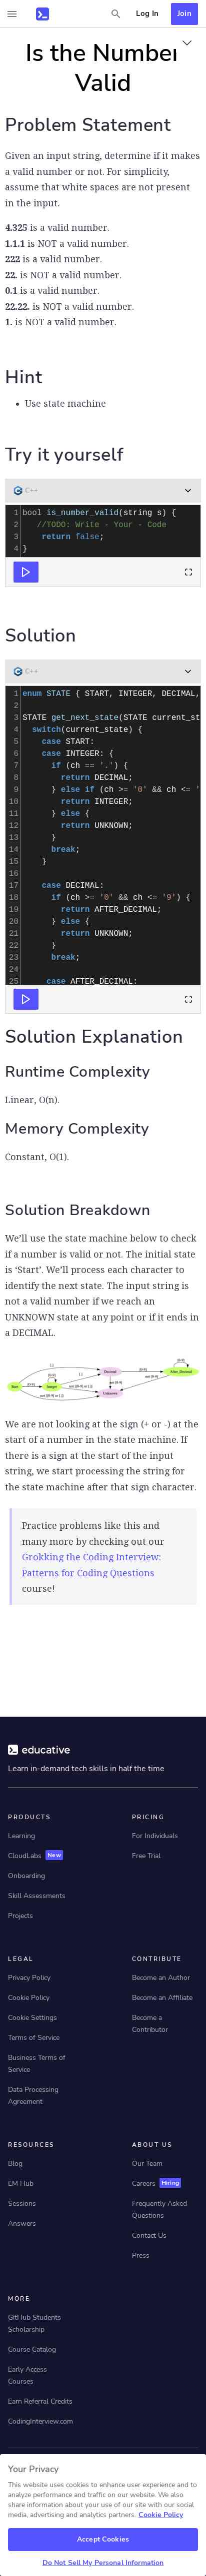 Log In
Join
Is the Number
Valid
Problem Statement
Given an input string, determine if it makes
a valid number or not. For simplicity,
assume that white spaces are not present
in the input.
4.325 is a valid number.
1.1.1 is NOT a valid number.
222 is a valid number.
22. is NOT a valid number.
0.1 is a valid number.
22.22. is NOT a valid number.
1. is NOT a valid number.
Hint
• Use state machine
Try it yourself
C++
1 bool is_number_valid(string s) {
2    //TODO: Write - Your - Code
3     return false;
4 }
Solution
C++
1 enum STATE { START, INTEGER, DECIMAL,
2
3 STATE get_next_state(STATE current_st
4   switch(current_state) {
5     case START:
6     case INTEGER: {
7       if (ch == '.') {
8         return DECIMAL;
9       } else if (ch >= '0' && ch <= '
10         return INTEGER;
11       } else {
12         return UNKNOWN;
13       }
14       break;
15     }
16
17     case DECIMAL:
18       if (ch >= '0' && ch <= '9') {
19         return AFTER_DECIMAL;
20       } else {
21         return UNKNOWN;
22       }
23       break;
24
25      case AFTER_DECIMAL:
Solution Explanation
Runtime Complexity
Linear, O(n).
Memory Complexity
Constant, O(1).
Solution Breakdown
We’ll use the state machine below to check
if a number is valid or not. The initial state
is ‘Start’. We’ll process each character to
identify the next state. The input string is
not a valid number if we reach an
UNKNOWN state at any point or if it ends in
a DECIMAL.
Start
Integer
Decimal
Unknown
After_Decimal
We are not looking at the sign (+ or -) at the
start of a number in the state machine. If
there is a sign at the start of the input
string, we start processing the string for
the state machine after that sign character.
Practice problems like this and
many more by checking out our
Grokking the Coding Interview:
Patterns for Coding Questions
course!
educative
Learn in-demand tech skills in half the time
PRODUCTS
Learning
CloudLabs New
Onboarding
Skill Assessments
Projects
PRICING
For Individuals
Free Trial
LEGAL
Privacy Policy
Cookie Policy
Cookie Settings
Terms of Service
Business Terms of
Service
Data Processing
Agreement
CONTRIBUTE
Become an Author
Become an Affiliate
Become a
Contributor
RESOURCES
Blog
EM Hub
Sessions
Answers
ABOUT US
Our Team
Careers Hiring
Frequently Asked
Questions
Contact Us
Press
MORE
GitHub Students
Scholarship
Course Catalog
Early Access
Courses
Earn Referral Credits
CodingInterview.com
Your Privacy
This website uses cookies to enhance user experience and to
analyze performance and traffic on our website. We also share
information about your use of our site with our social
media, advertising and analytics partners. Cookie Policy
Accept Cookies
Do Not Sell My Personal Information